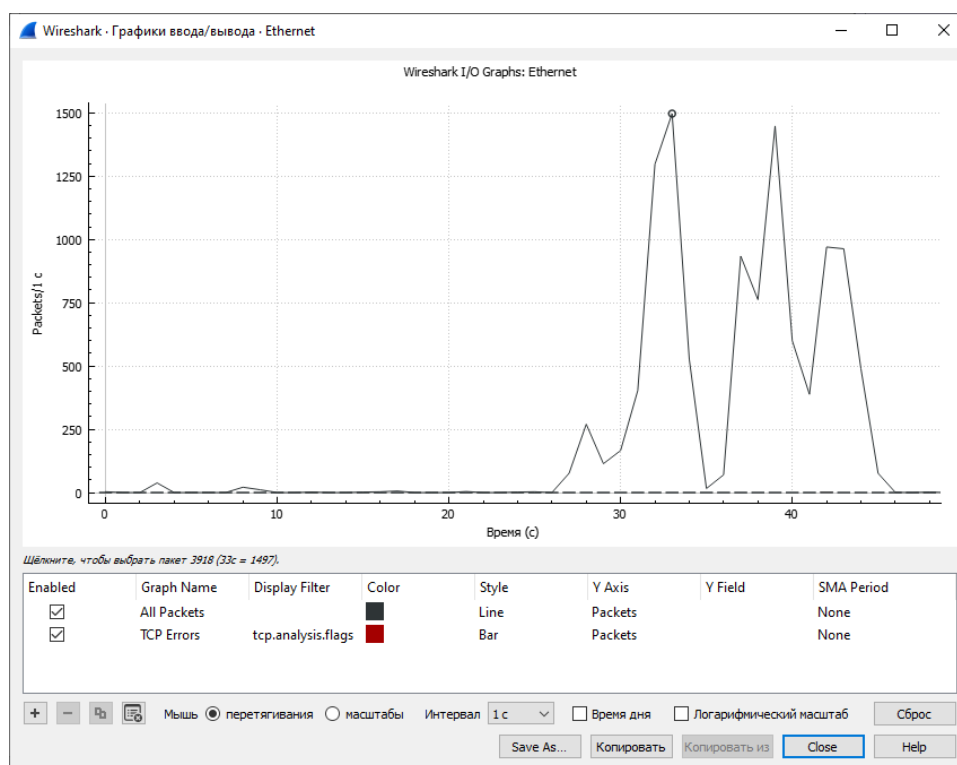 Wireshark · Графики ввода/вывода · Ethernet
Wireshark I/O Graphs: Ethernet
1500
1250
1000
750
500
250
0
Packets/1 с
0 10 20 30 40
Время (с)
Щёлкните, чтобы выбрать пакет 3918 (33с = 1497).
Enabled Graph Name Display Filter Color Style Y Axis Y Field SMA Period
All Packets Line Packets None
TCP Errors tcp.analysis.flags Bar Packets None
Мышь перетягивания масштабы Интервал 1 с Время дня Логарифмический масштаб Сброс
Save As... Копировать Копировать из Close Help